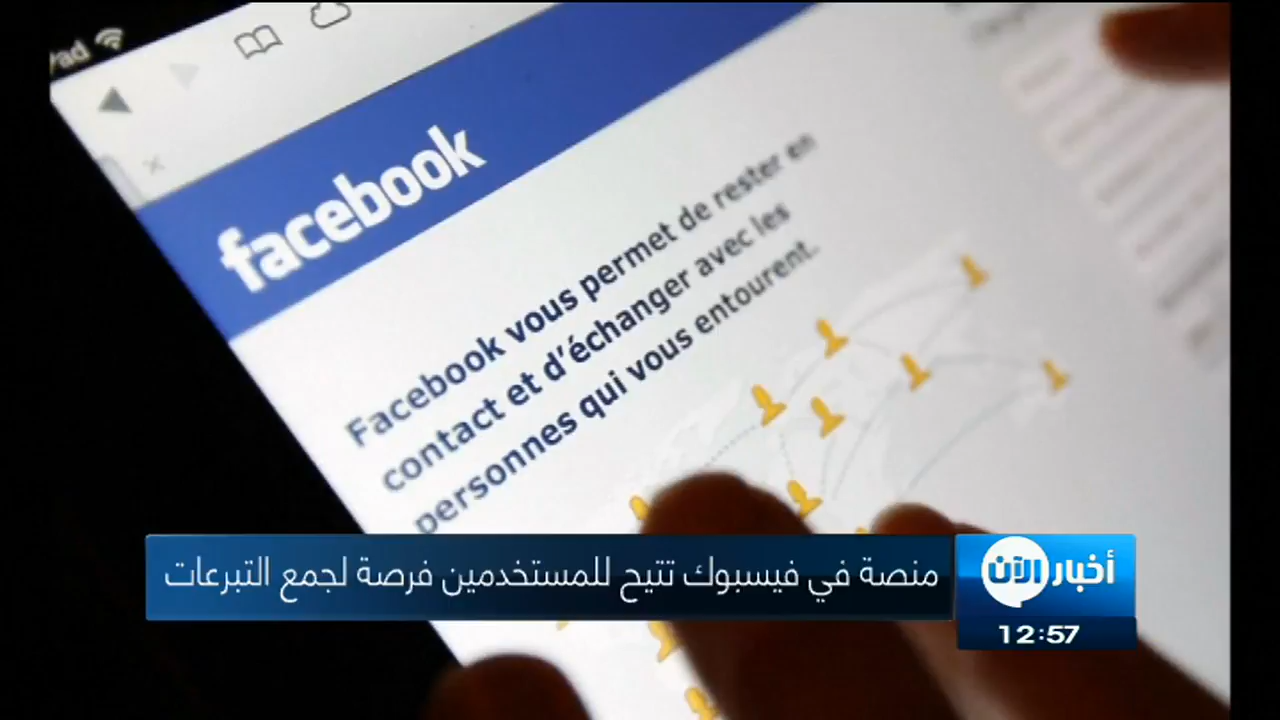 facebook
Facebook vous permet de rester en
contact et d'échanger avec les
personnes qui vous entourent.
منصة في فيسبوك تتيح للمستخدمين فرصة لجمع التبرعات
أخبار الآن
12:57